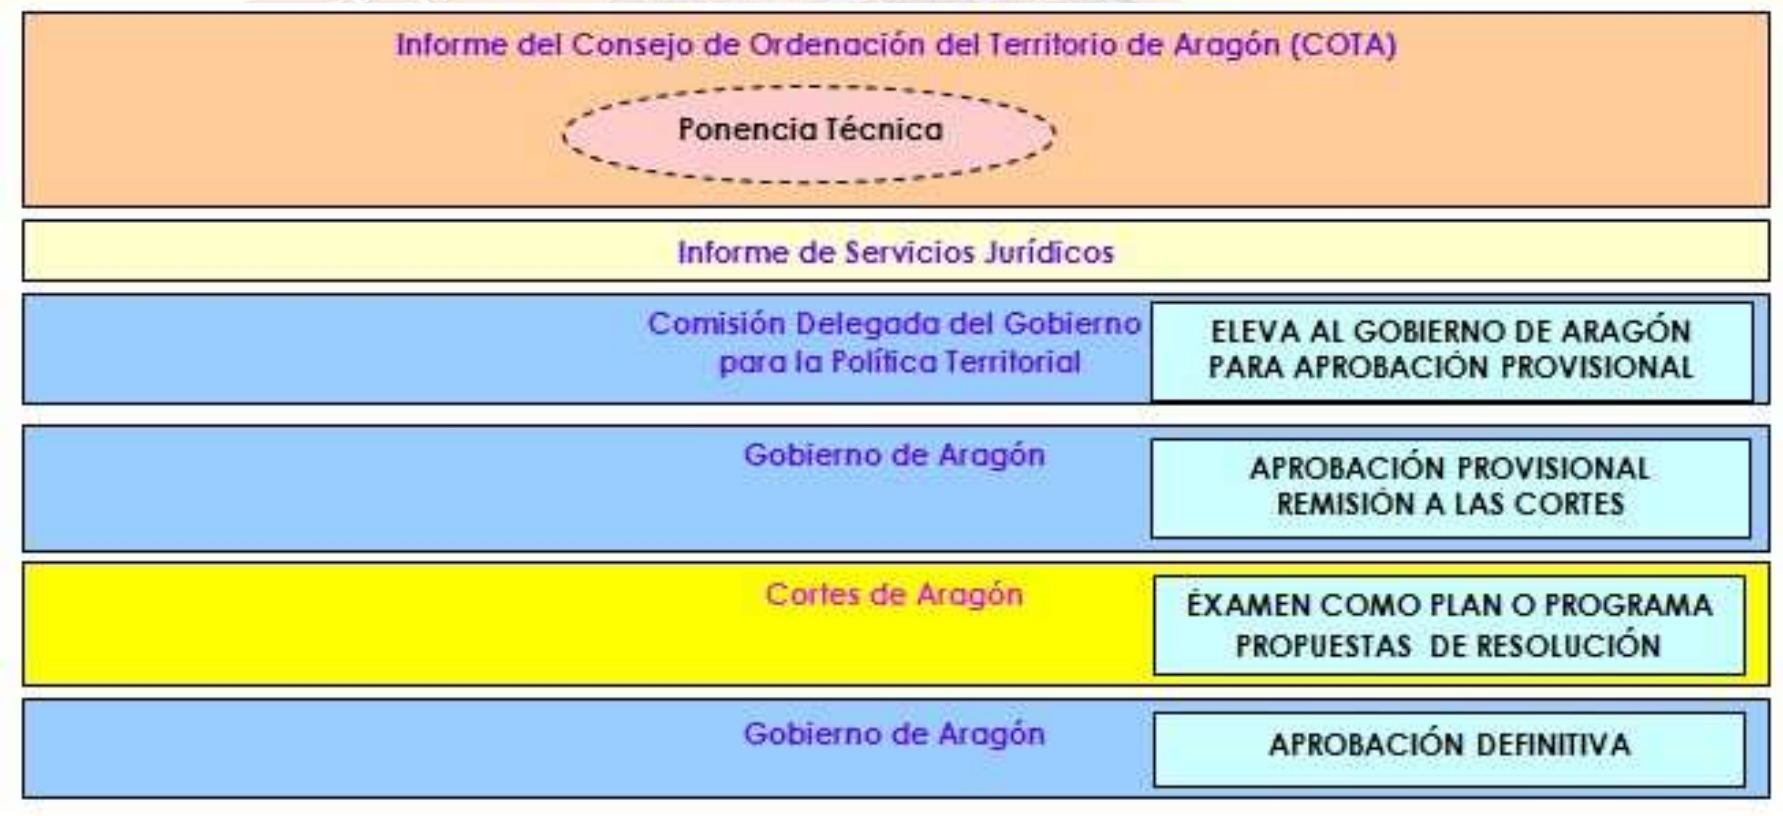 Informe del Consejo de Ordenación del Territorio de Aragón (COTA)
Ponencia Técnica
Informe de Servicios Jurídicos
Comisión Delegada del Gobierno
para la Política Territorial
ELEVA AL GOBIERNO DE ARAGÓN
PARA APROBACIÓN PROVISIONAL
Gobierno de Aragón
APROBACIÓN PROVISIONAL
REMISIÓN A LAS CORTES
Cortes de Aragón
ÉXAMEN COMO PLAN O PROGRAMA
PROPUESTAS DE RESOLUCIÓN
Gobierno de Aragón
APROBACIÓN DEFINITIVA